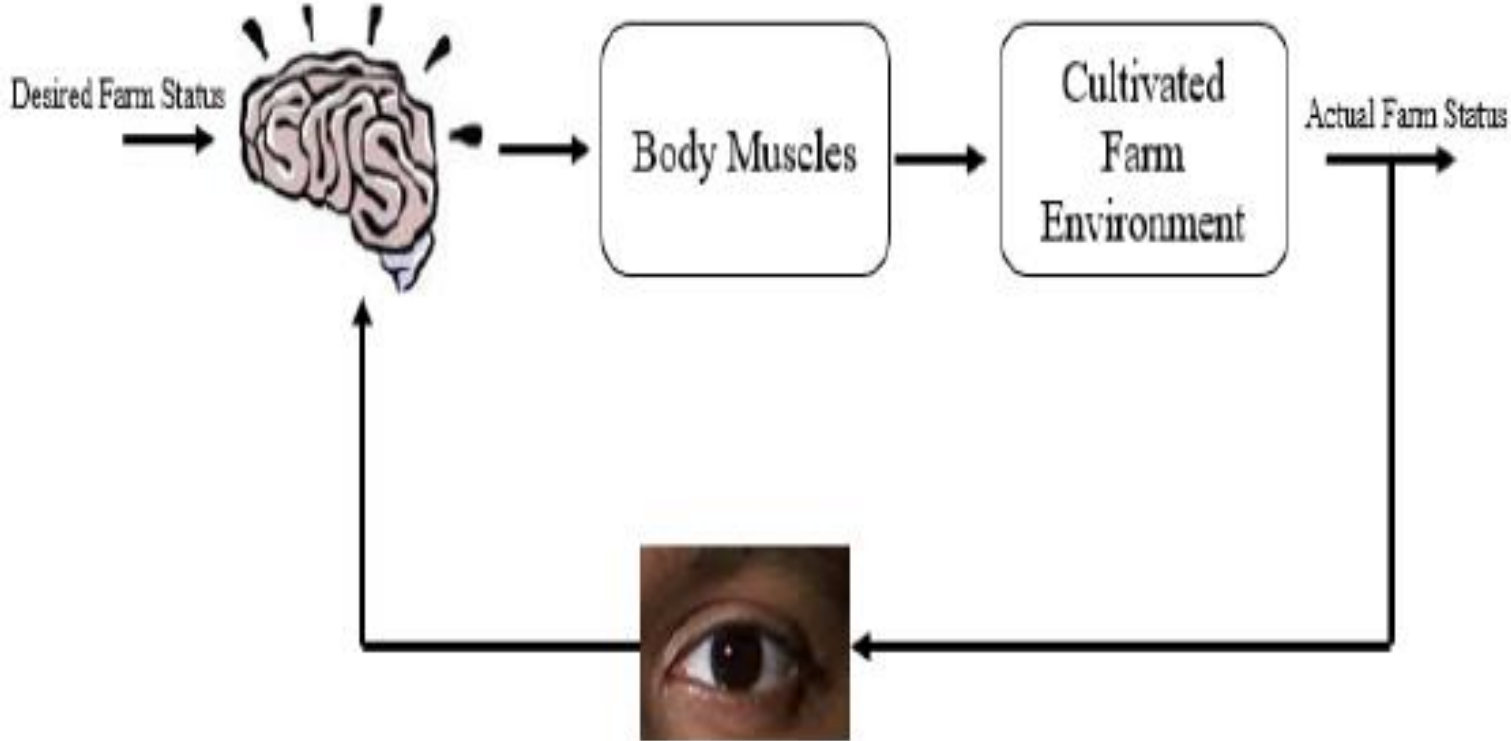 Desired Farm Status
Body Muscles
Cultivated
Farm
Environment
Actual Farm Status